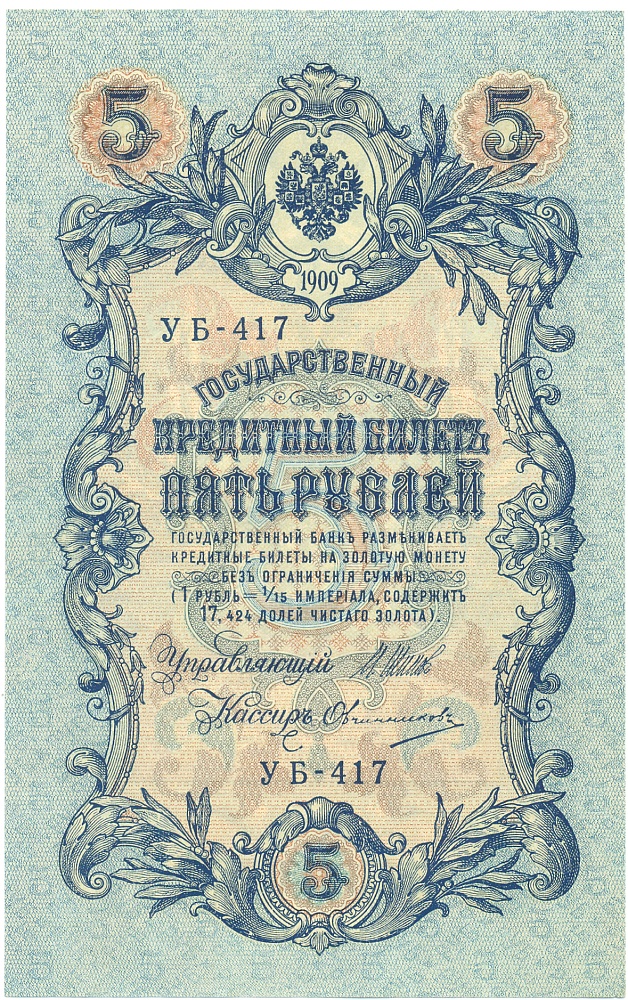 5 5
1909
УБ-417
ГОСУДАРСТВЕННЫЙ
КРЕДИТНЫЙ БИЛЕТЪ
ПЯТЬ РУБЛЕЙ
ГОСУДАРСТВЕННЫЙ БАНКЪ РАЗМѢНИВАЕТЪ
КРЕДИТНЫЕ БИЛЕТЫ НА ЗОЛОТУЮ МОНЕТУ
БЕЗЪ ОГРАНИЧЕНІЯ СУММЫ
(1 РУБЛЬ = 1/15 ИМПЕРІАЛА, СОДЕРЖИТЪ
17,424 ДОЛЕЙ ЧИСТАГО ЗОЛОТА).
Управляющій
Кассиръ Овчинниковъ
УБ-417
5